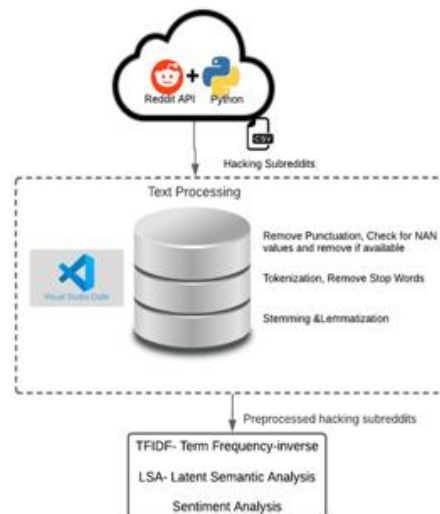 Reddit API
Python
CSV
Hacking Subreddits
Text Processing
Remove Punctuation, Check for NAN
values and remove if available
Tokenization, Remove Stop Words
Stemming &Lemmatization
Visual Studio Code
Preprocessed hacking subreddits
TFIDF- Term Frequency-inverse
LSA- Latent Semantic Analysis
Sentiment Analysis